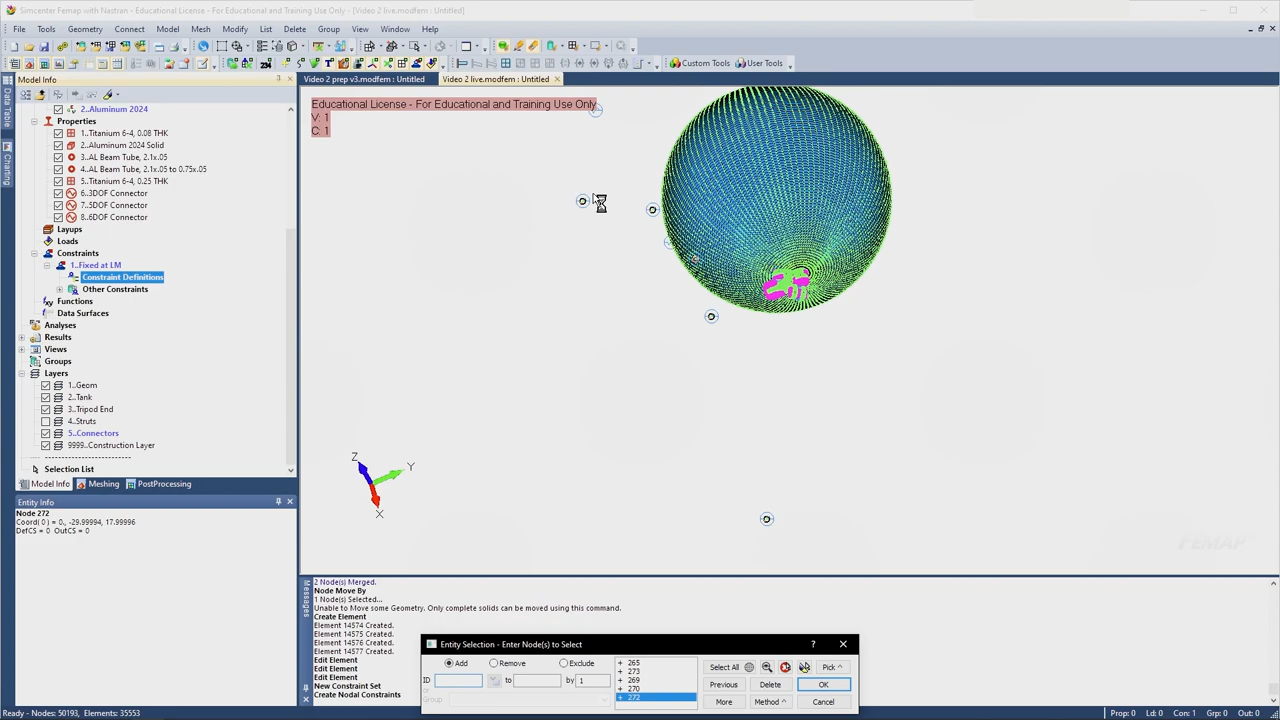 Simcenter Femap with Nastran - Educational License - For Educational and Training Use Only - [Video 2 live.modfem : Untitled]
File Tools Geometry Connect Model Mesh Modify List Delete Group View Window Help
Custom Tools User Tools
Model Info
Video 2 prep v3.modfem : Untitled Video 2 live.modfem : Untitled
Data Table
Charting
2..Aluminum 2024
Properties
1..Titanium 6-4, 0.08 THK
2..Aluminum 2024 Solid
3..AL Beam Tube, 2.1x.05
4..AL Beam Tube, 2.1x.05 to 0.75x.05
5..Titanium 6-4, 0.25 THK
6..3DOF Connector
7..5DOF Connector
8..6DOF Connector
Layups
Loads
Constraints
1..Fixed at LM
Constraint Definitions
Other Constraints
Functions
Data Surfaces
Analyses
Results
Views
Groups
Layers
1..Geom
2..Tank
3..Tripod End
4..Struts
5..Connectors
9999..Construction Layer
Selection List
Model Info Meshing PostProcessing
Entity Info
Node 272
Coord( 0 ) = 0., -29.99994, 17.99996
DefCS = 0 OutCS = 0
Educational License - For Educational and Training Use Only
V: 1
C: 1
Z
Y
X
FEMAP
Messages
2 Node(s) Merged.
Node Move By
1 Node(s) Selected...
Unable to Move some Geometry. Only complete solids can be moved using this command.
Create Element
Element 14574 Created.
Element 14575 Created.
Element 14576 Created.
Element 14577 Created.
Edit Element
Edit Element
Edit Element
New Constraint Set
Create Nodal Constraints
Entity Selection - Enter Node(s) to Select
Add Remove Exclude
ID to by 1
or
Group
+ 265
+ 273
+ 269
+ 270
+ 272
Select All Pick ^
Previous Delete OK
More Method ^ Cancel
Ready - Nodes: 50193, Elements: 35553
Prop: 0 Ld: 0 Con: 1 Grp: 0 Out: 0